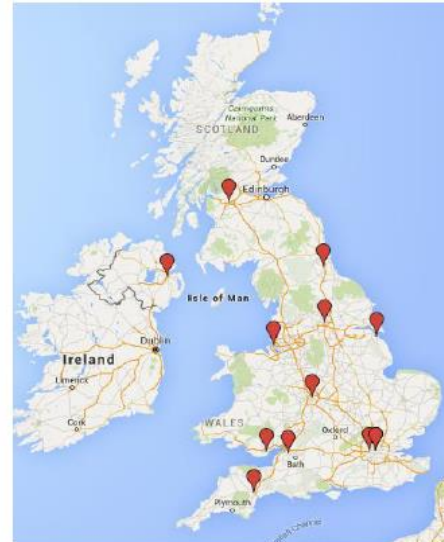 Cairngorms
National Park
Aberdeen
SCOTLAND
Dundee
Edinburgh
Isle of Man
Dublin
Ireland
Limerick
Cork
WALES
Oxford
Bath
Plymouth